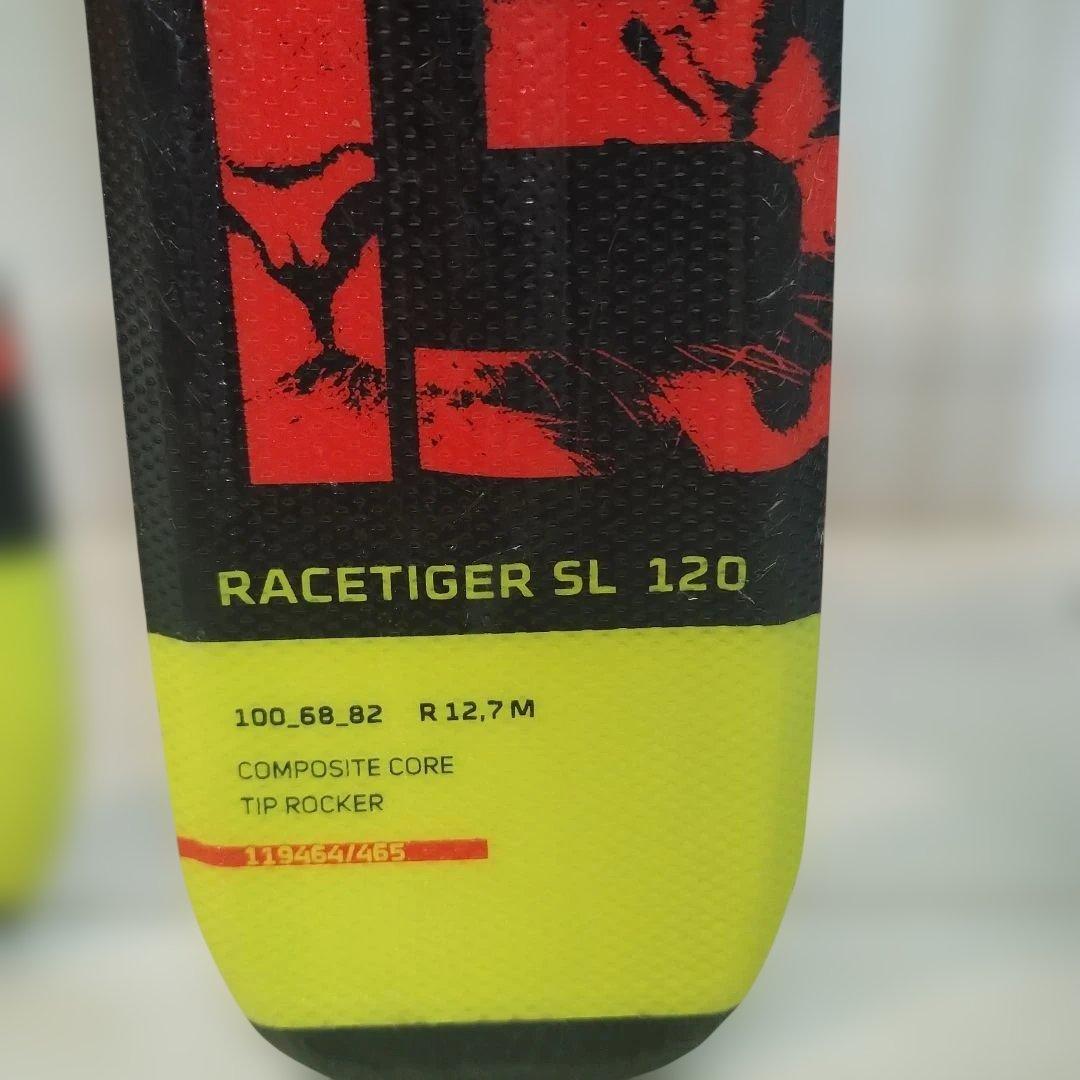 RACETIGER SL 120
100_68_82 R 12,7 M
COMPOSITE CORE
TIP ROCKER
119464/465